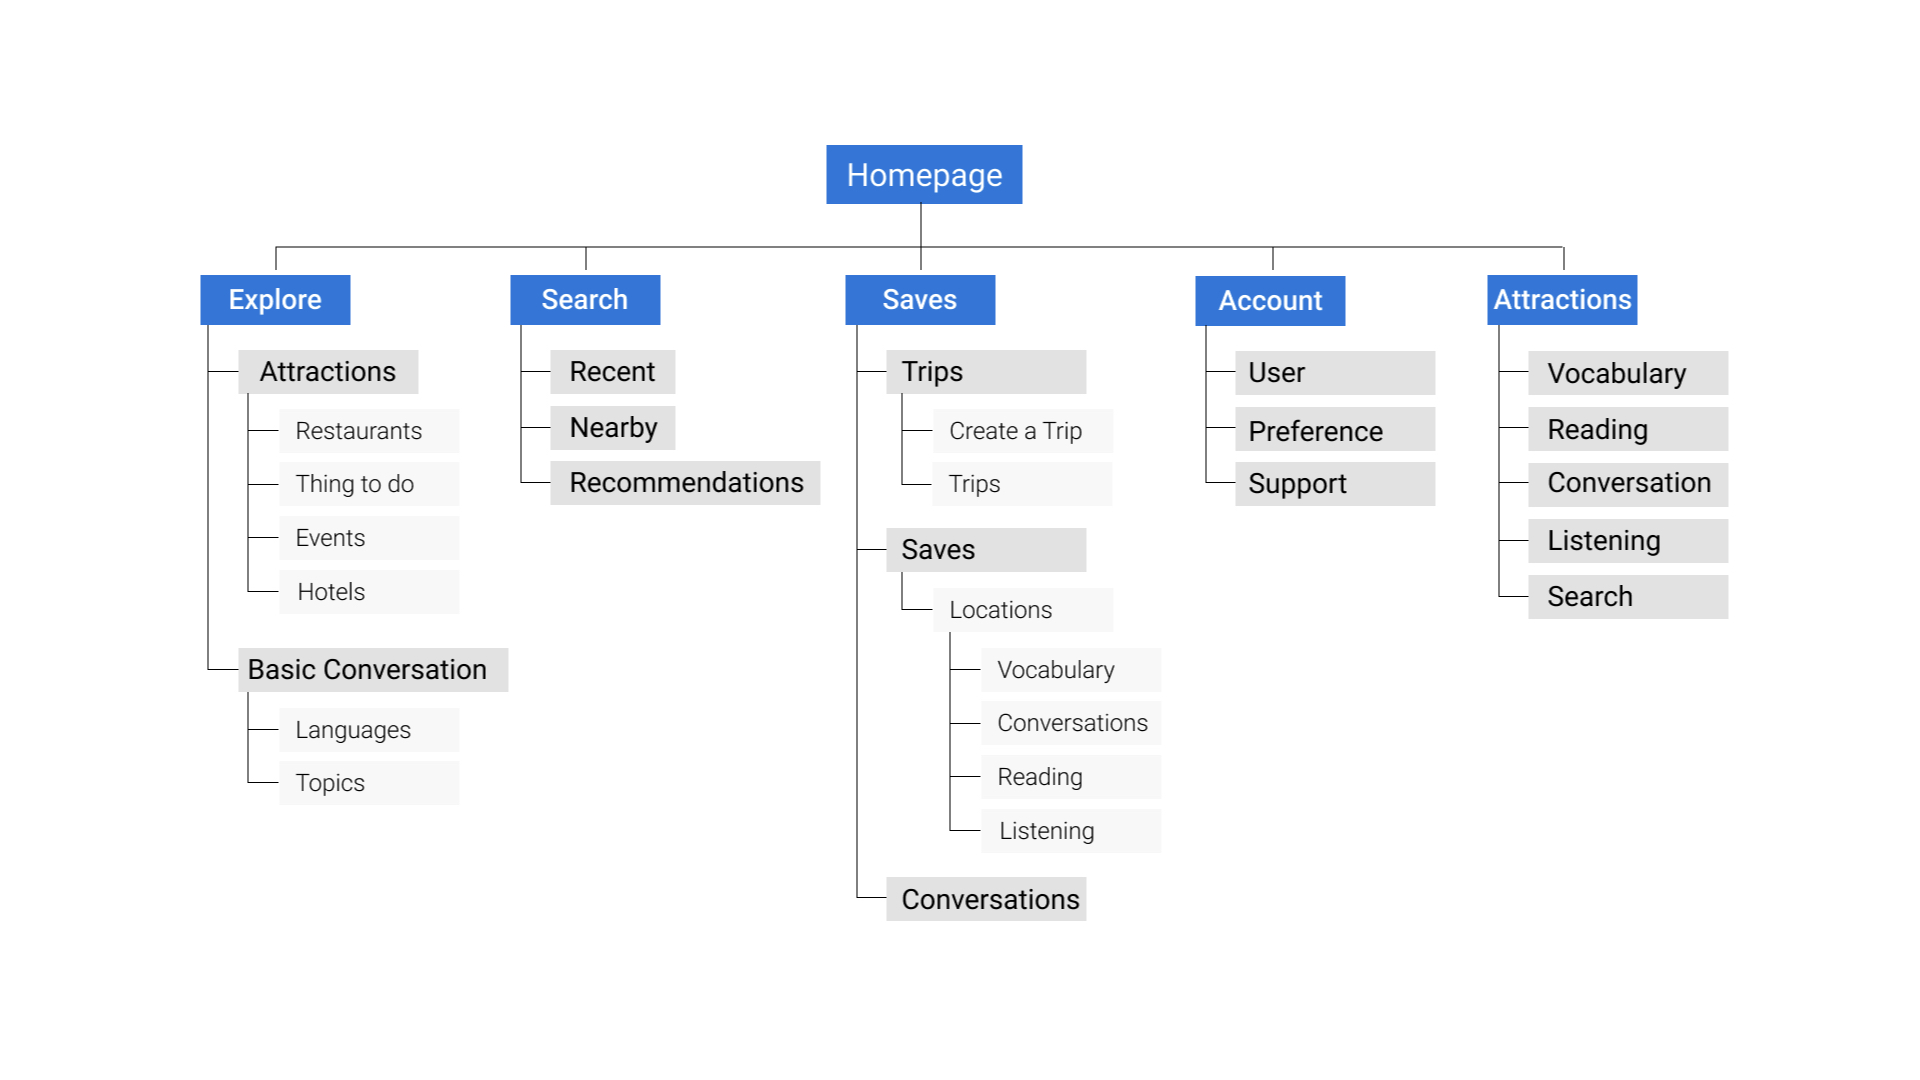 Homepage
Explore
Search
Saves
Account
Attractions
Attractions
Restaurants
Thing to do
Events
Hotels
Basic Conversation
Languages
Topics
Recent
Nearby
Recommendations
Trips
Create a Trip
Trips
Saves
Locations
Vocabulary
Conversations
Reading
Listening
Conversations
User
Preference
Support
Vocabulary
Reading
Conversation
Listening
Search